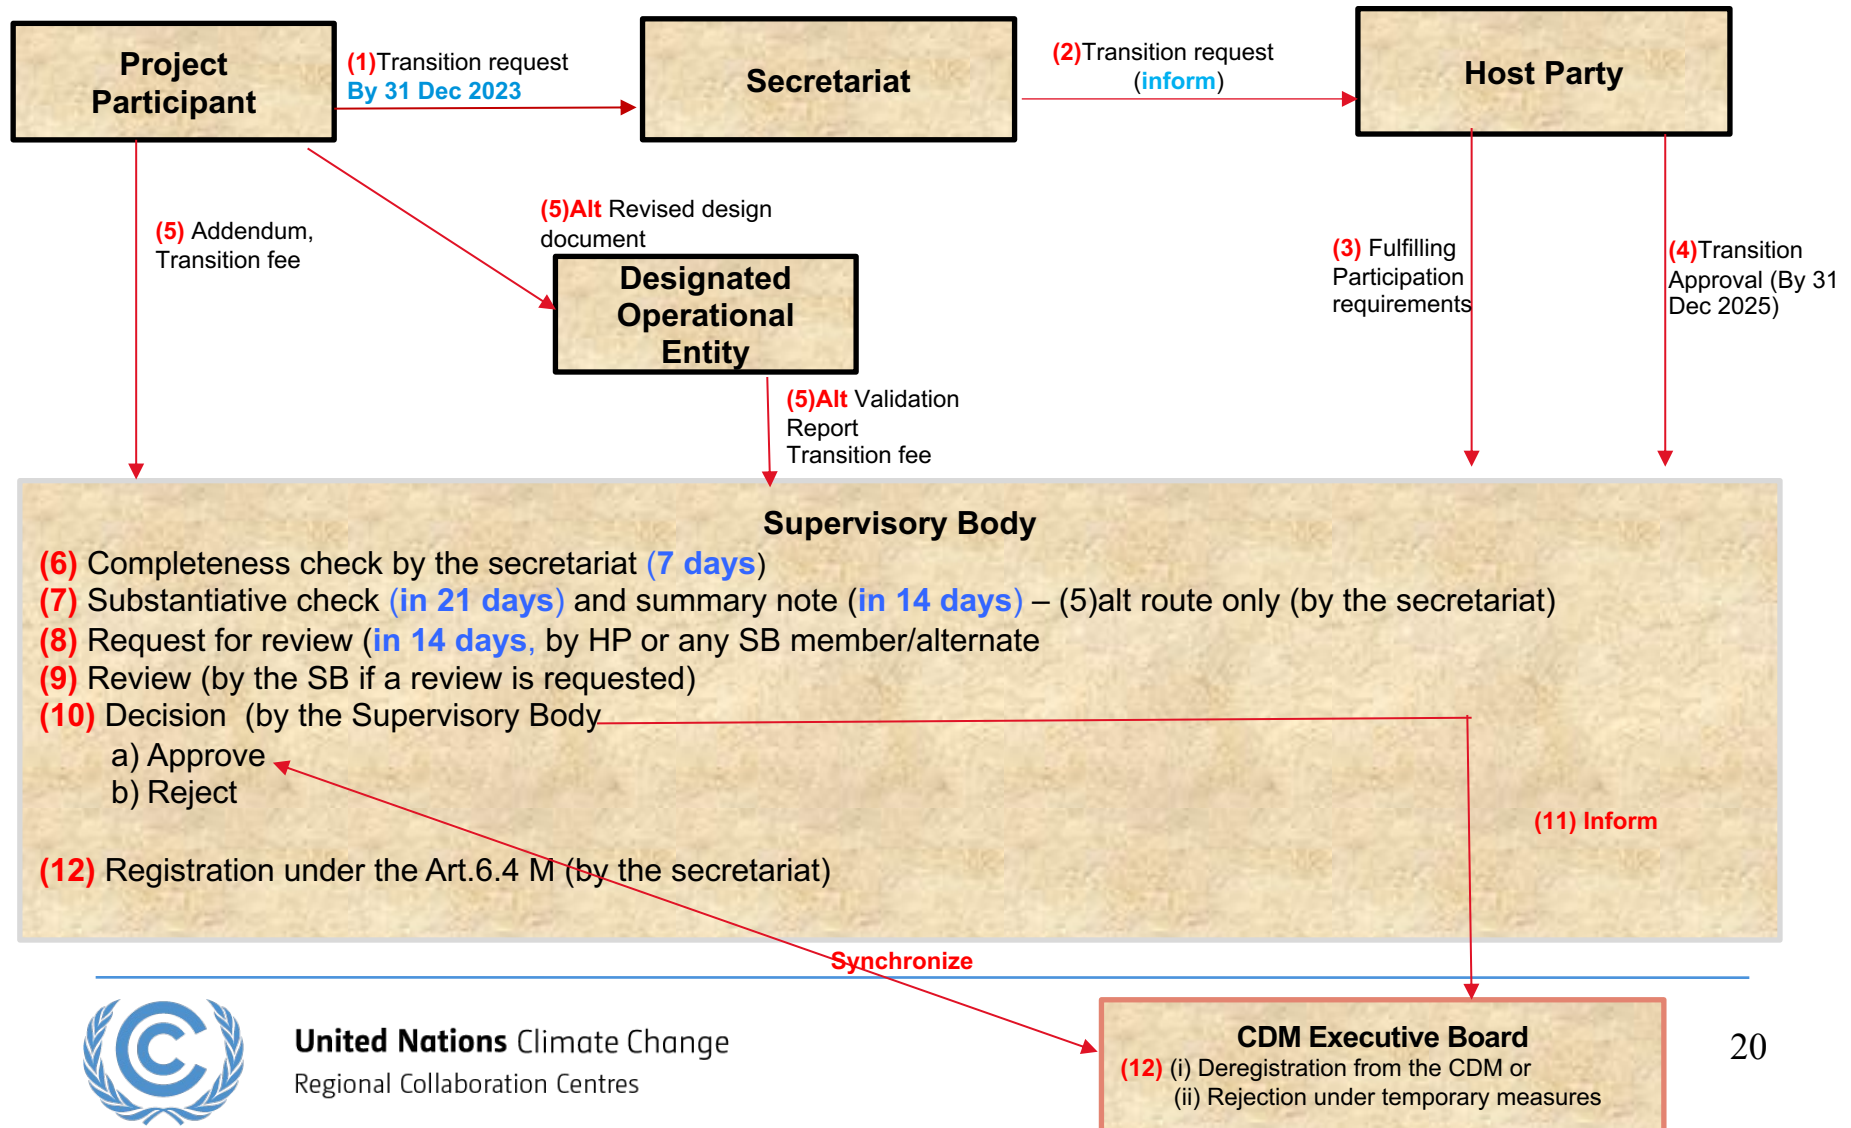 Project
Participant
(1)Transition request
By 31 Dec 2023
Secretariat
(2)Transition request
(inform)
Host Party
(5) Addendum,
Transition fee
(5)Alt Revised design
document
Designated
Operational
Entity
(5)Alt Validation
Report
Transition fee
(3) Fulfilling
Participation
requirements
(4)Transition
Approval (By 31
Dec 2025)
Supervisory Body
(6) Completeness check by the secretariat (7 days)
(7) Substantiative check (in 21 days) and summary note (in 14 days) – (5)alt route only (by the secretariat)
(8) Request for review (in 14 days, by HP or any SB member/alternate
(9) Review (by the SB if a review is requested)
(10) Decision (by the Supervisory Body
a) Approve
b) Reject
(11) Inform
(12) Registration under the Art.6.4 M (by the secretariat)
Synchronize
United Nations Climate Change
Regional Collaboration Centres
CDM Executive Board
(12) (i) Deregistration from the CDM or
(ii) Rejection under temporary measures
20